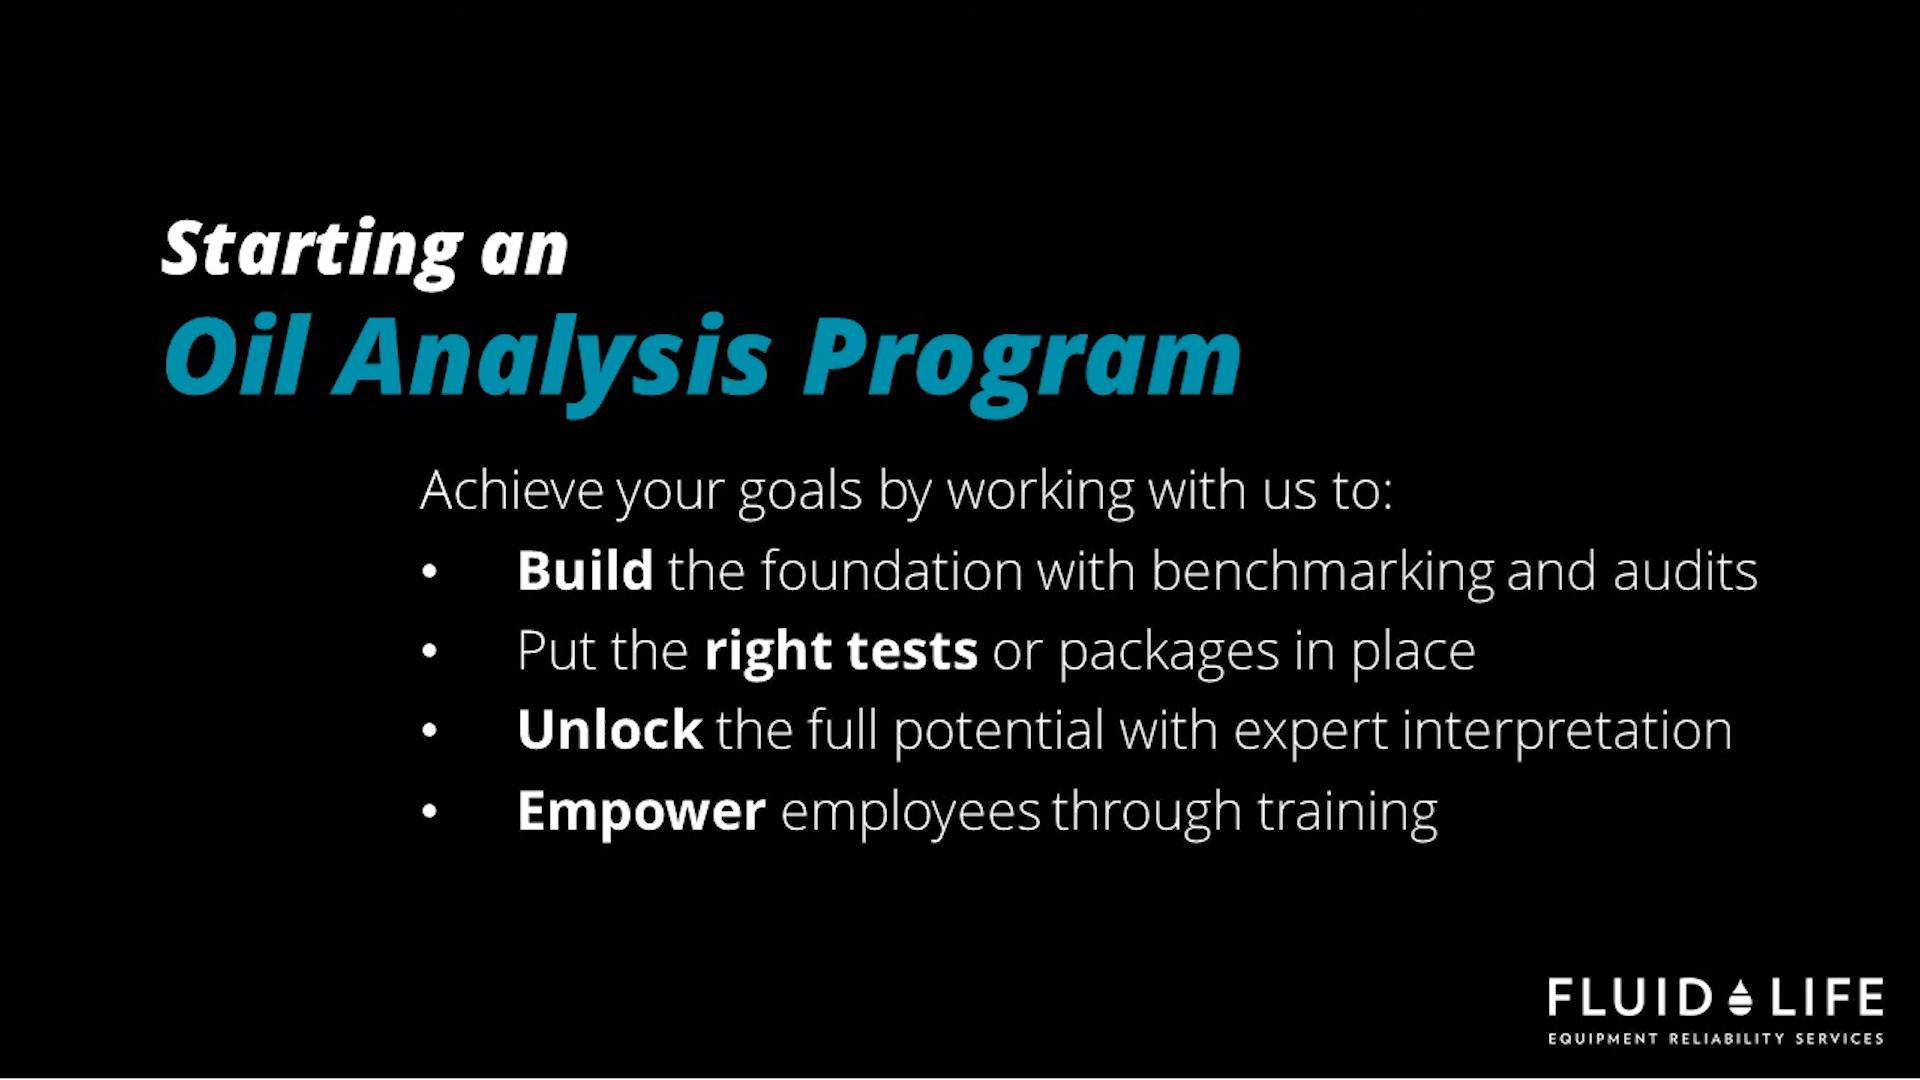 Starting an
Oil Analysis Program
Achieve your goals by working with us to:
• Build the foundation with benchmarking and audits
• Put the right tests or packages in place
• Unlock the full potential with expert interpretation
• Empower employees through training
FLUID LIFE
EQUIPMENT RELIABILITY SERVICES